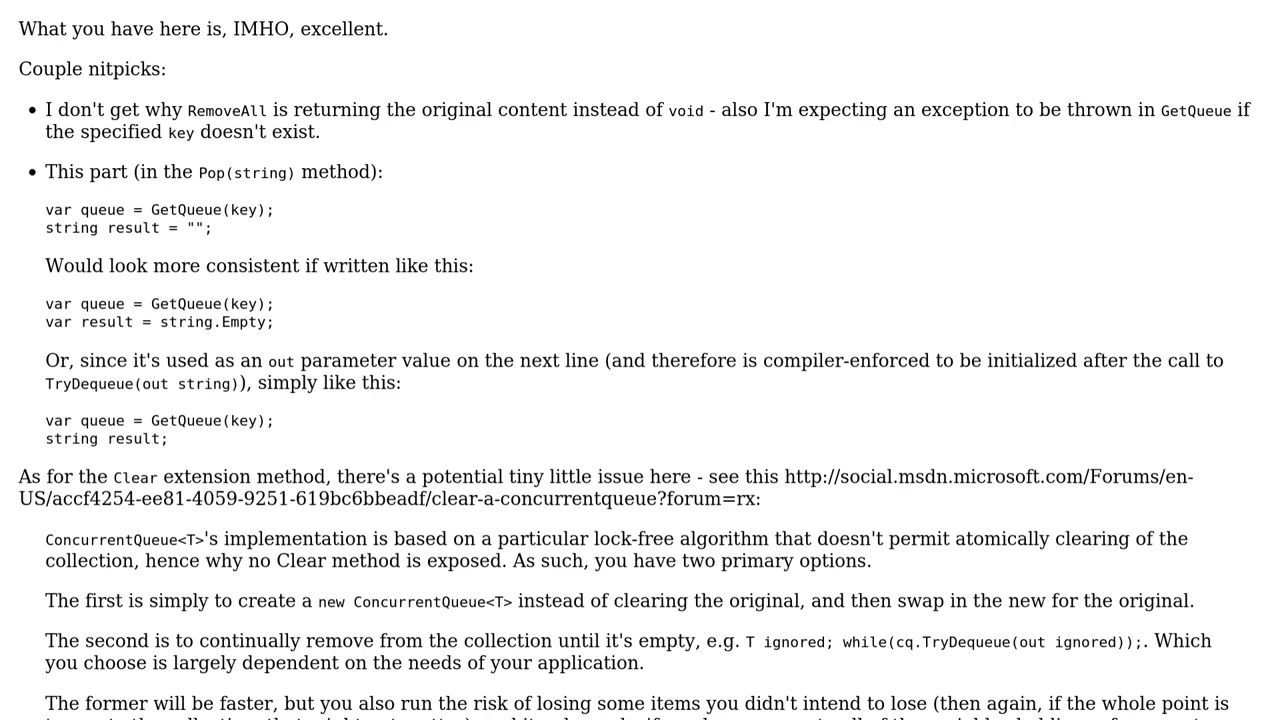 What you have here is, IMHO, excellent.
Couple nitpicks:
• I don't get why RemoveAll is returning the original content instead of void - also I'm expecting an exception to be thrown in GetQueue if
the specified key doesn't exist.
• This part (in the Pop(string) method):
var queue = GetQueue(key);
string result = "";
Would look more consistent if written like this:
var queue = GetQueue(key);
var result = string.Empty;
Or, since it's used as an out parameter value on the next line (and therefore is compiler-enforced to be initialized after the call to
TryDequeue(out string)), simply like this:
var queue = GetQueue(key);
string result;
As for the Clear extension method, there's a potential tiny little issue here - see this http://social.msdn.microsoft.com/Forums/en-
US/accf4254-ee81-4059-9251-619bc6bbeadf/clear-a-concurrentqueue?forum=rx:
ConcurrentQueue<T>'s implementation is based on a particular lock-free algorithm that doesn't permit atomically clearing of the
collection, hence why no Clear method is exposed. As such, you have two primary options.
The first is simply to create a new ConcurrentQueue<T> instead of clearing the original, and then swap in the new for the original.
The second is to continually remove from the collection until it's empty, e.g. T ignored; while(cq.TryDequeue(out ignored));. Which
you choose is largely dependent on the needs of your application.
The former will be faster, but you also run the risk of losing some items you didn't intend to lose (then again, if the whole point is